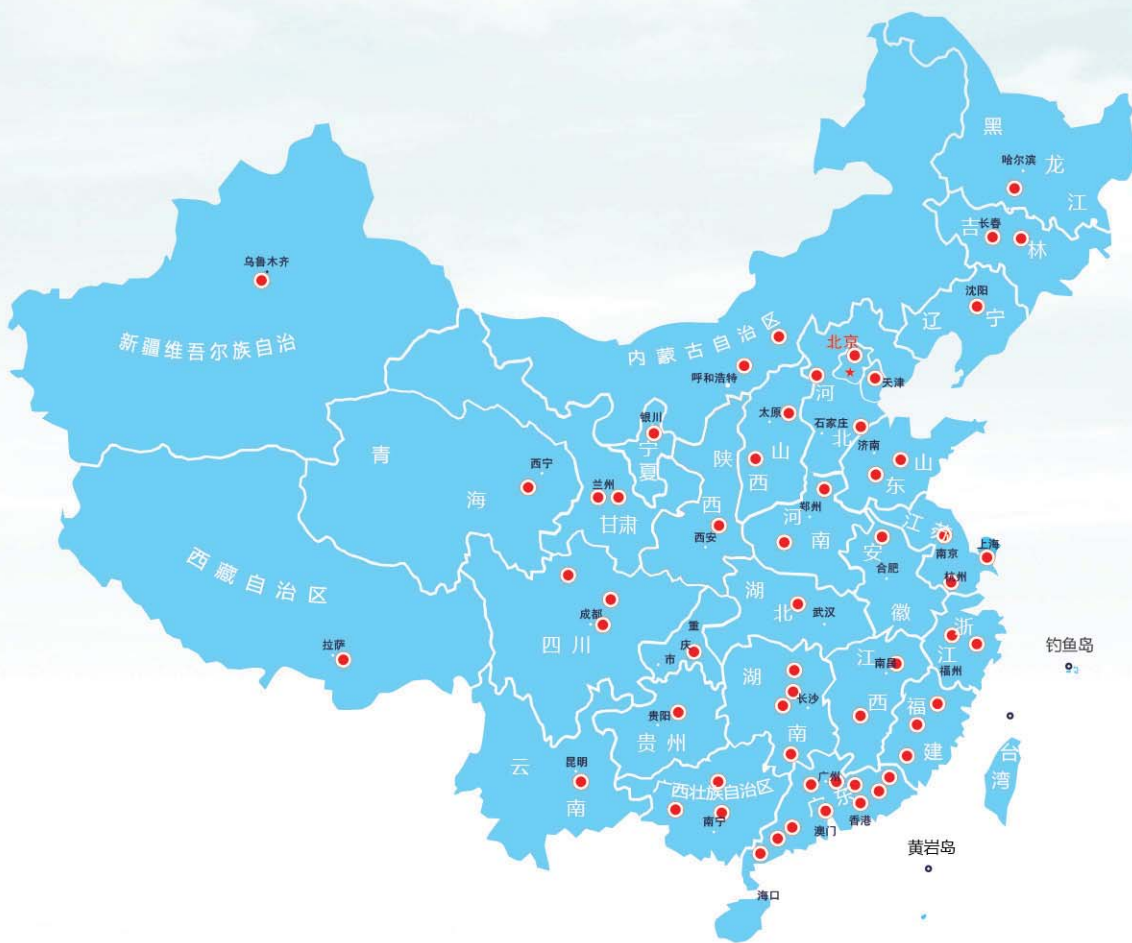 黑龙江
哈尔滨
吉林
长春
乌鲁木齐
沈阳
辽宁
新疆维吾尔族自治
内蒙古自治区
北京
呼和浩特
天津
河北
银川
太原
石家庄
宁夏
陕西
山西
济南
山东
青海
西宁
兰州
甘肃
郑州
河南
西安
江苏
安徽
南京
上海
合肥
杭州
西藏自治区
湖北
武汉
成都
四川
重庆市
浙江
拉萨
江西
南昌
福州
钓鱼岛
湖南
长沙
福建
贵阳
贵州
台湾
云南
昆明
广西壮族自治区
广州
广东
南宁
澳门
香港
黄岩岛
海口